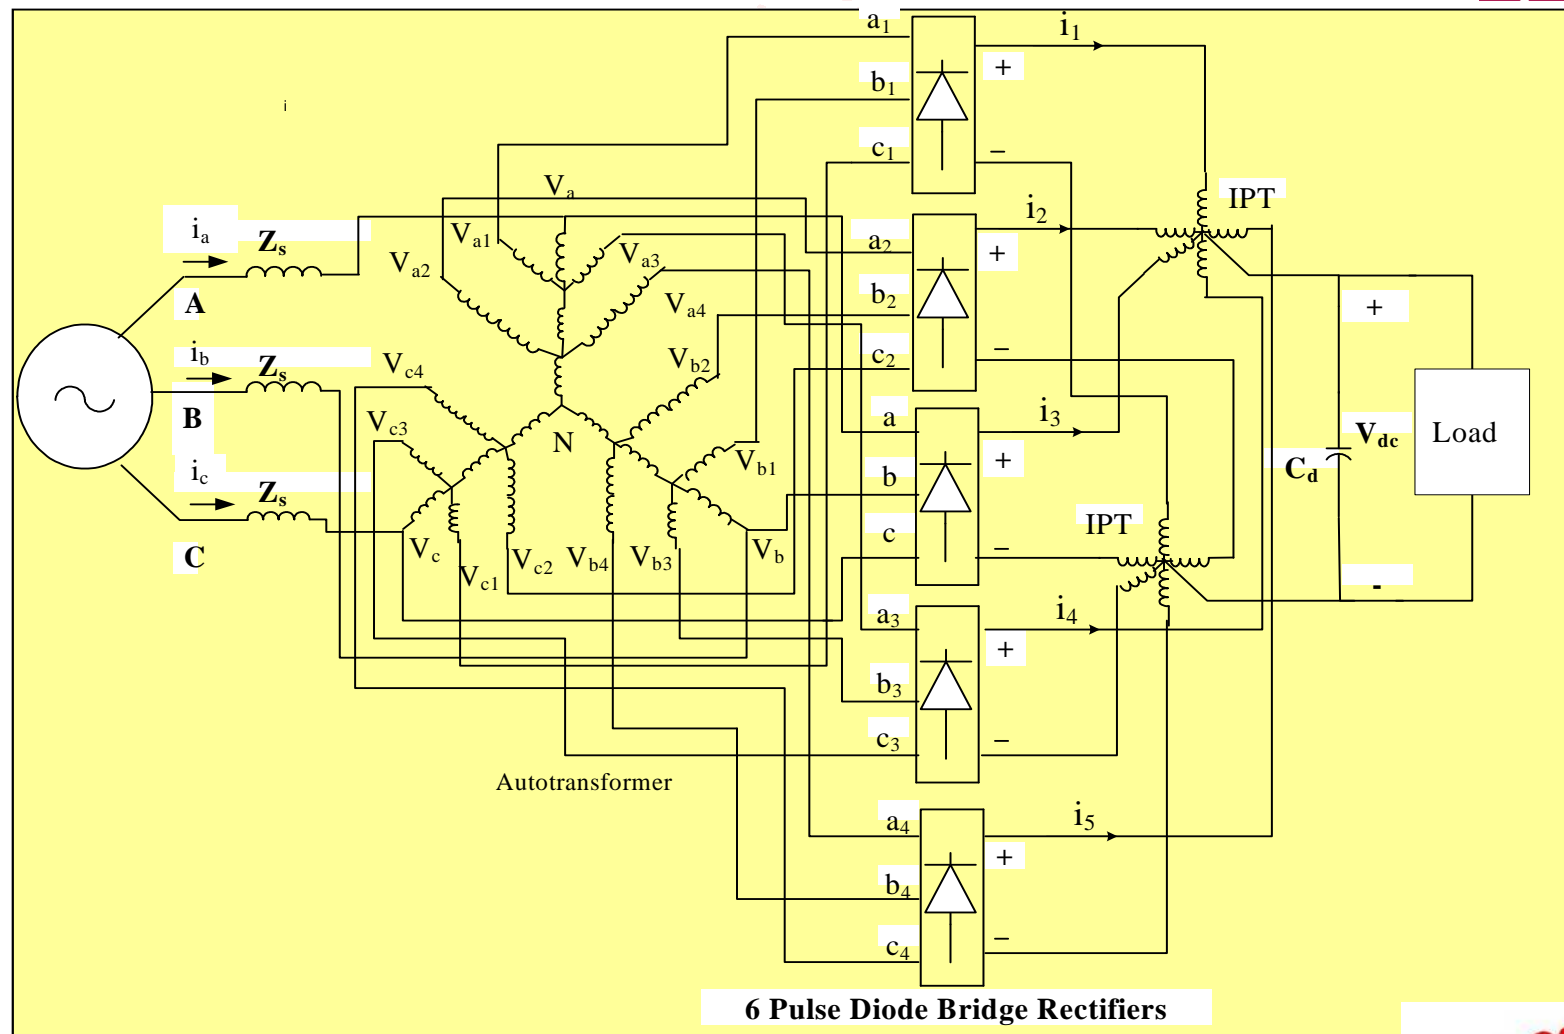 a1
i1
+
b1
i
c1
−
Va
IPT
ia
Zs
Va1
i2
a2
Va3
+
Va2
A
b2
Va4
+
ib
Zs
Vc4
Vb2
c2
−
B
a
i3
Vc3
N
Vdc
Load
+
Vb1
Cd
ic
Zs
b
IPT
c
−
Vc
Vc1
Vc2
Vb4
Vb3
Vb
C
-
a3
i4
+
b3
c3
−
Autotransformer
a4
i5
+
b4
c4
−
6 Pulse Diode Bridge Rectifiers